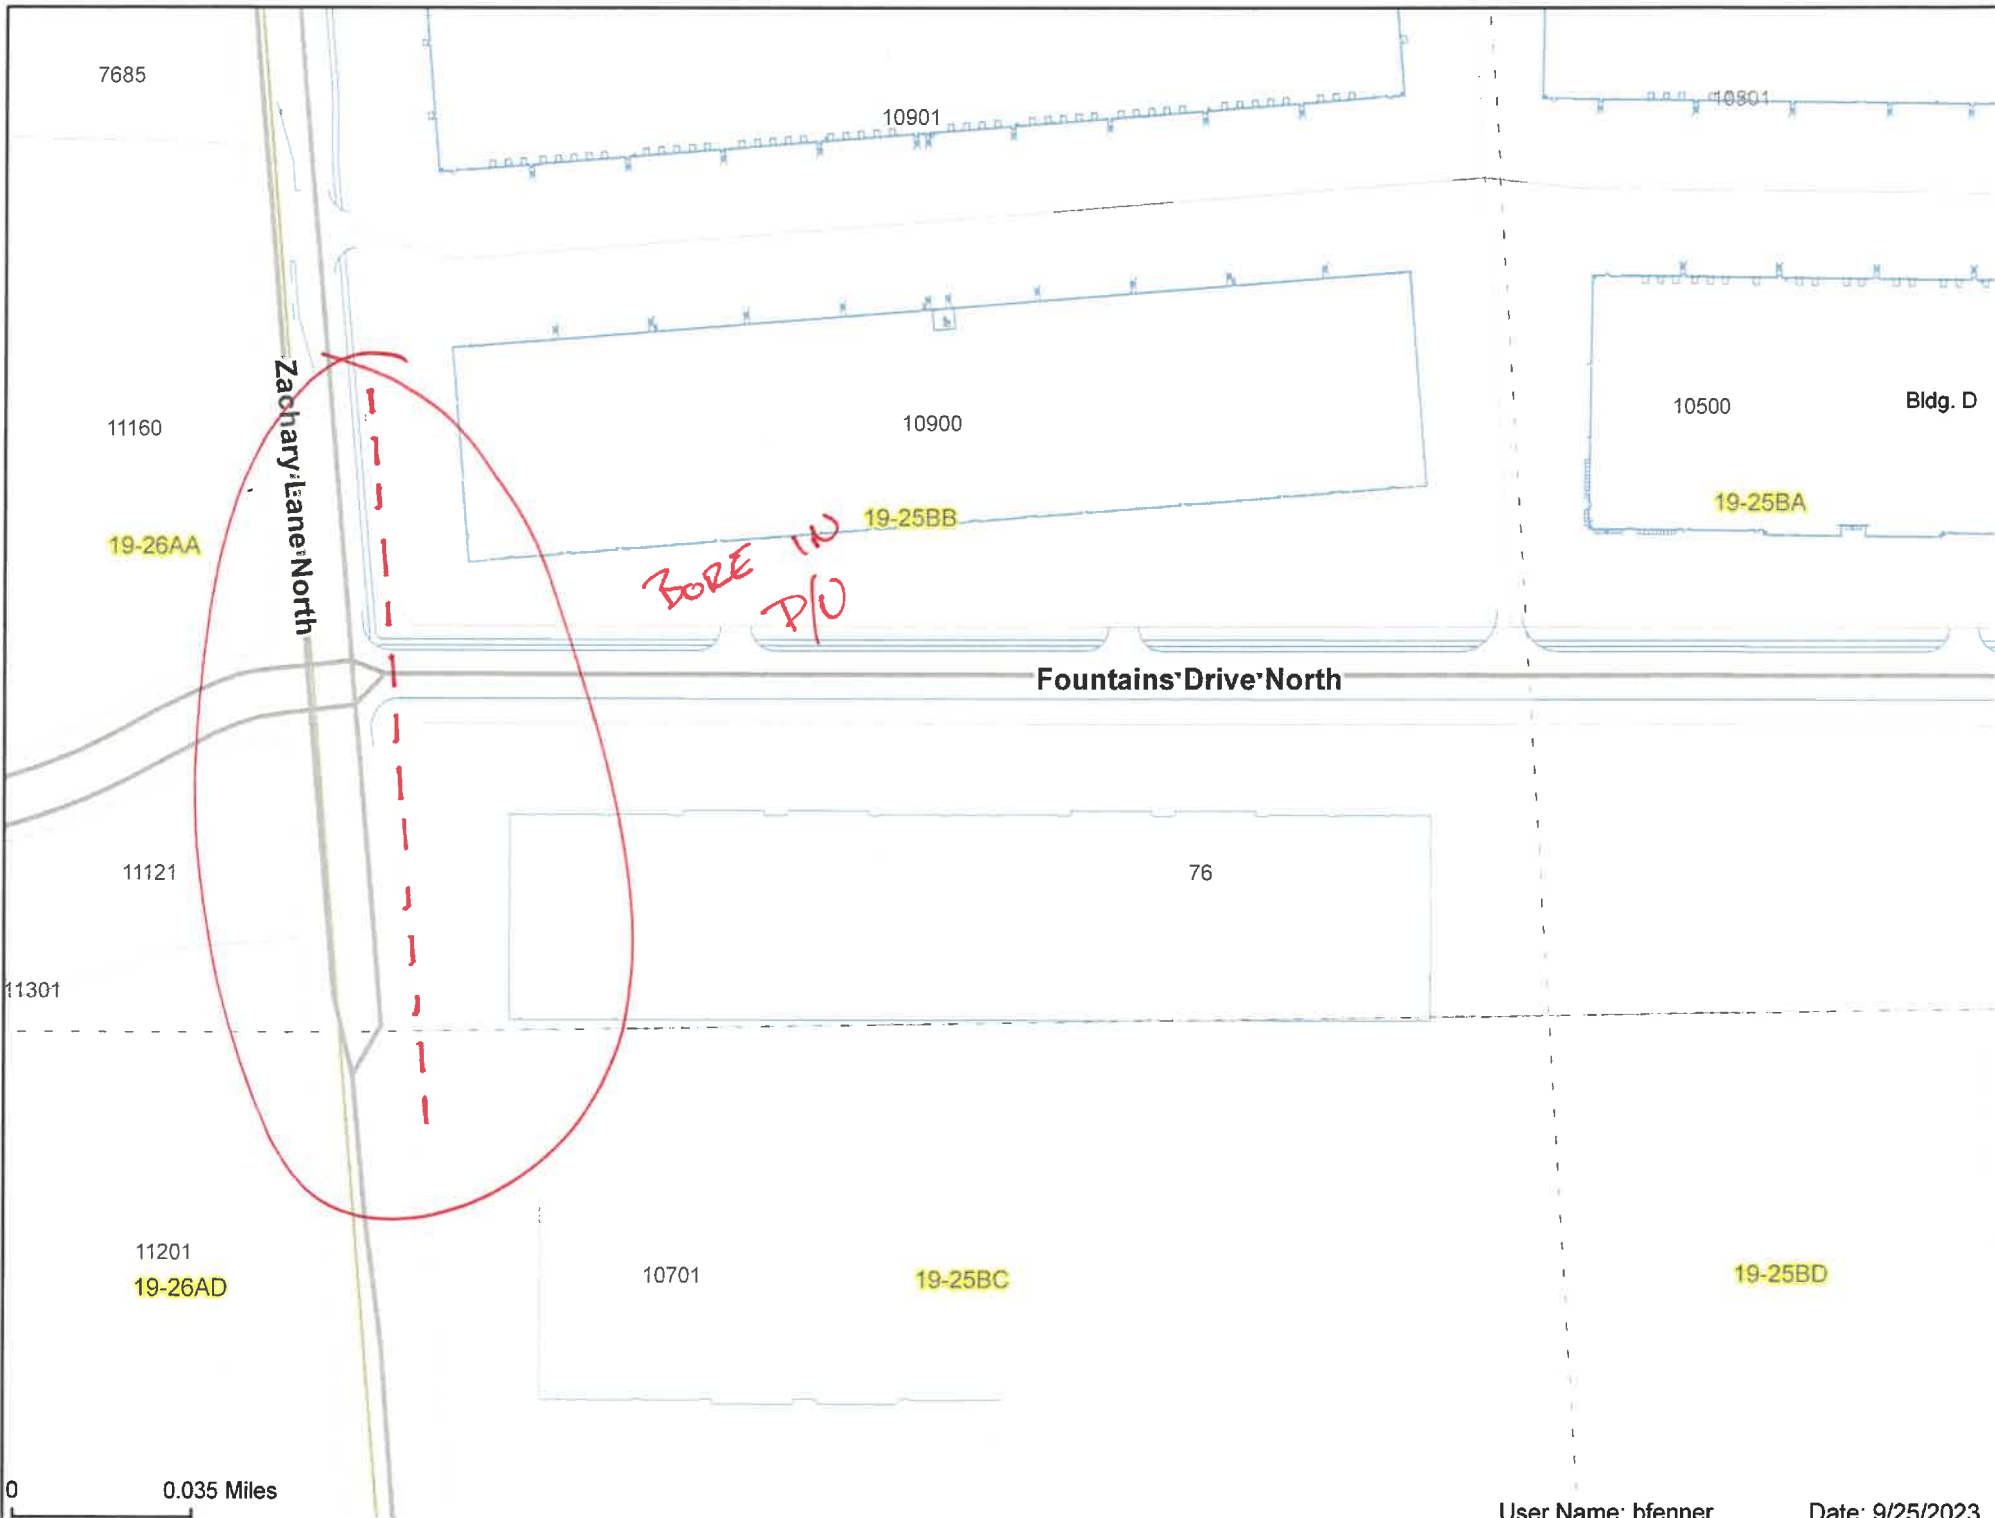 7685
10901
10801
Zachary Lane North
11160
10900
10500
Bldg. D
19-26AA
19-25BB
19-25BA
BORE IN
P/U
Fountains Drive North
11121
76
11301
11201
19-26AD
10701
19-25BC
19-25BD
0
0.035 Miles
User Name: bfenner
Date: 9/25/2023